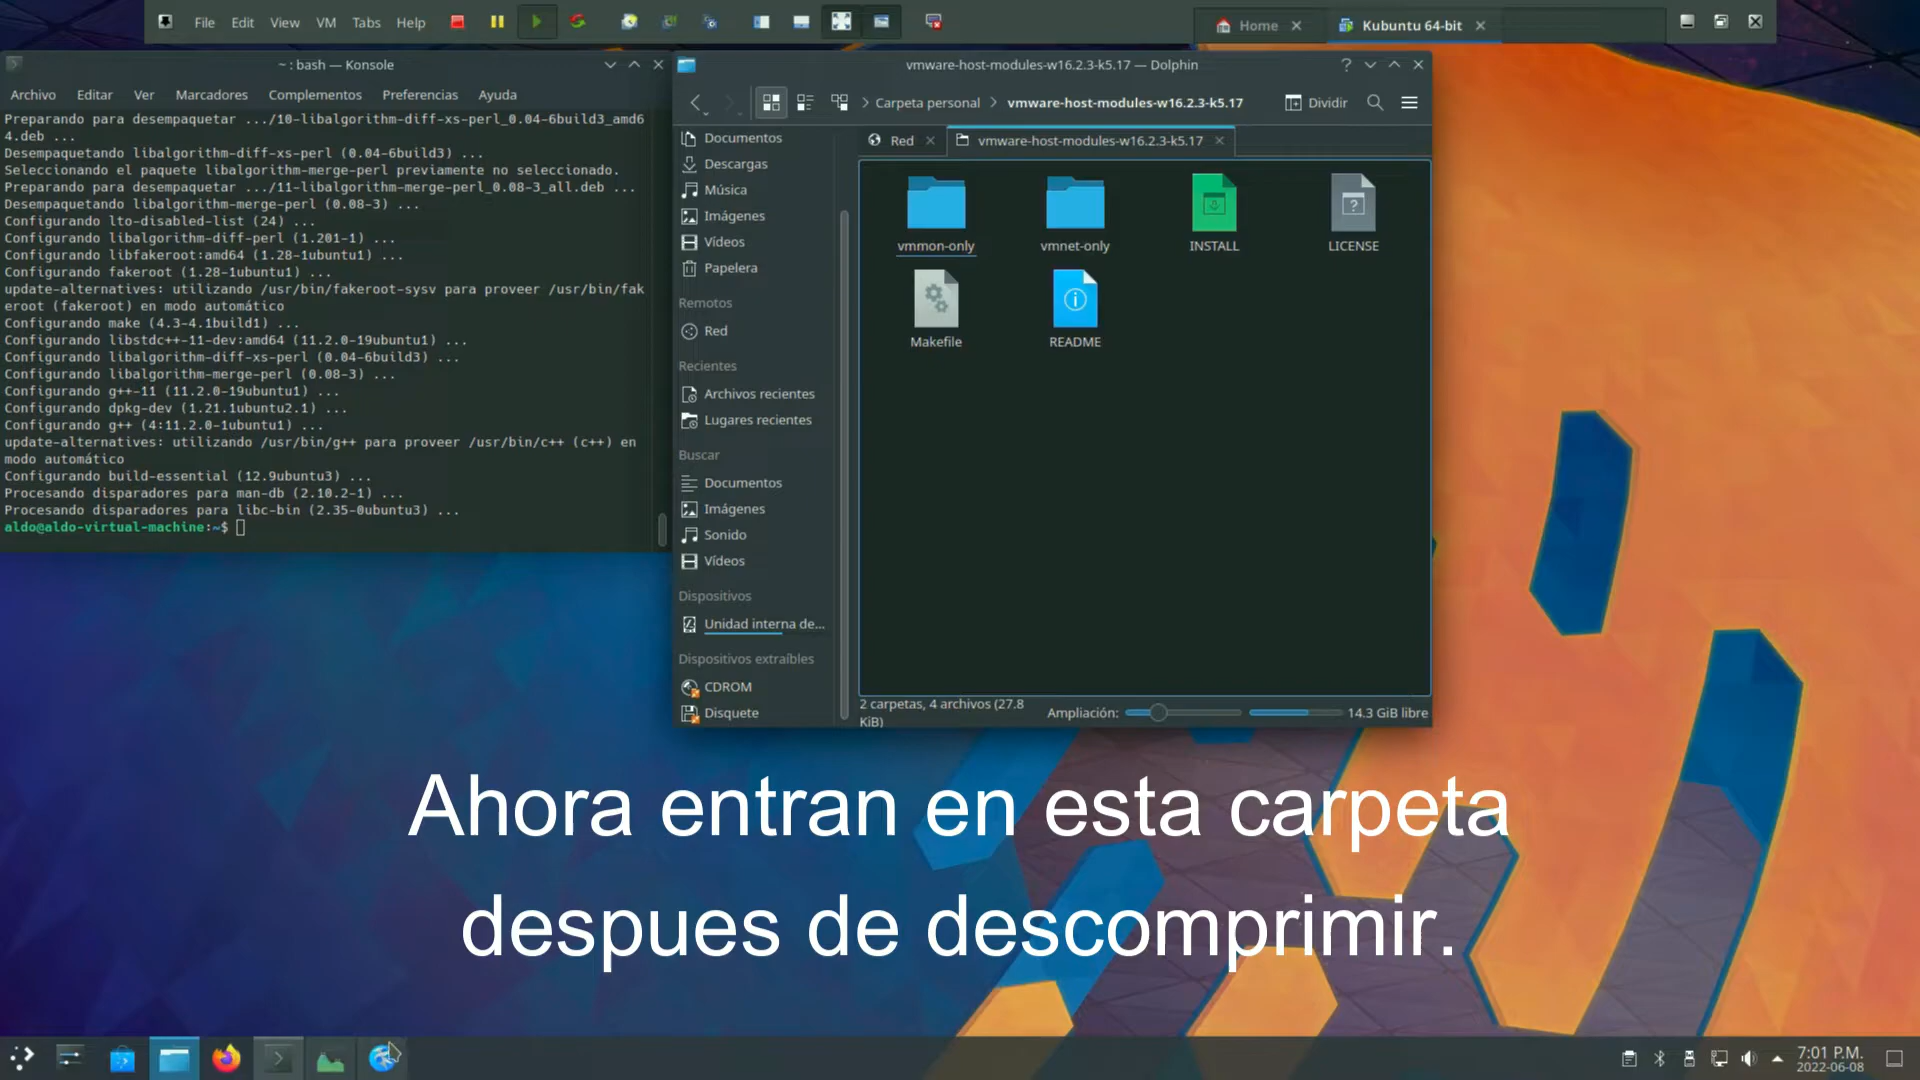 File Edit View VM Tabs Help
Home
Kubuntu 64-bit
~ : bash — Konsole
Archivo Editar Ver Marcadores Complementos Preferencias Ayuda
Preparando para desempaquetar .../10-libalgorithm-diff-xs-perl_0.04-6build3_amd6
4.deb ...
Desempaquetando libalgorithm-diff-xs-perl (0.04-6build3) ...
Seleccionando el paquete libalgorithm-merge-perl previamente no seleccionado.
Preparando para desempaquetar .../11-libalgorithm-merge-perl_0.08-3_all.deb ...
Desempaquetando libalgorithm-merge-perl (0.08-3) ...
Configurando lto-disabled-list (24) ...
Configurando libalgorithm-diff-perl (1.201-1) ...
Configurando libfakeroot:amd64 (1.28-1ubuntu1) ...
Configurando fakeroot (1.28-1ubuntu1) ...
update-alternatives: utilizando /usr/bin/fakeroot-sysv para proveer /usr/bin/fak
eroot (fakeroot) en modo automático
Configurando make (4.3-4.1build1) ...
Configurando libstdc++-11-dev:amd64 (11.2.0-19ubuntu1) ...
Configurando libalgorithm-diff-xs-perl (0.04-6build3) ...
Configurando libalgorithm-merge-perl (0.08-3) ...
Configurando g++-11 (11.2.0-19ubuntu1) ...
Configurando dpkg-dev (1.21.1ubuntu2.1) ...
Configurando g++ (4:11.2.0-1ubuntu1) ...
update-alternatives: utilizando /usr/bin/g++ para proveer /usr/bin/c++ (c++) en
modo automático
Configurando build-essential (12.9ubuntu3) ...
Procesando disparadores para man-db (2.10.2-1) ...
Procesando disparadores para libc-bin (2.35-0ubuntu3) ...
aldo@aldo-virtual-machine:~$
vmware-host-modules-w16.2.3-k5.17 — Dolphin
Carpeta personal > vmware-host-modules-w16.2.3-k5.17
Dividir
Documentos
Descargas
Música
Imágenes
Vídeos
Papelera
Remotos
Red
Recientes
Archivos recientes
Lugares recientes
Buscar
Documentos
Imágenes
Sonido
Vídeos
Dispositivos
Unidad interna de...
Dispositivos extraíbles
CDROM
Disquete
Red
vmware-host-modules-w16.2.3-k5.17
vmmon-only
vmnet-only
INSTALL
LICENSE
Makefile
README
2 carpetas, 4 archivos (27.8
KiB)
Ampliación:
14.3 GiB libre
Ahora entran en esta carpeta
despues de descomprimir.
7:01 P.M.
2022-06-08